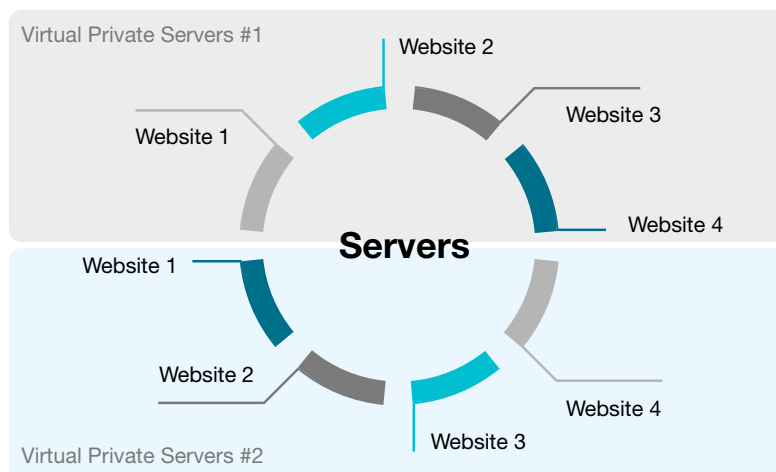 Virtual Private Servers #1
Website 2
Website 3
Website 1
Website 4
Servers
Website 1
Website 2
Website 4
Website 3
Virtual Private Servers #2